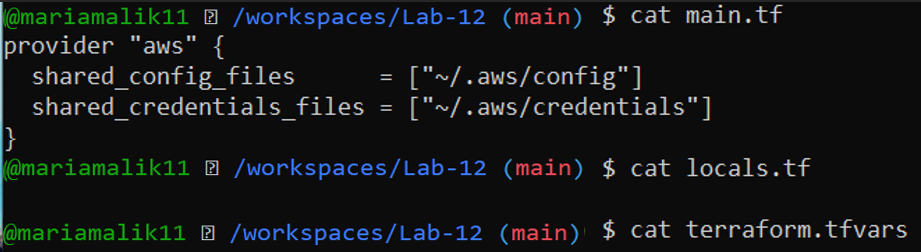 @mariamalik11 /workspaces/Lab-12 (main) $ cat main.tf
provider "aws" {
  shared_config_files      = ["~/.aws/config"]
  shared_credentials_files = ["~/.aws/credentials"]
}
@mariamalik11 /workspaces/Lab-12 (main) $ cat locals.tf
@mariamalik11 /workspaces/Lab-12 (main) $ cat terraform.tfvars